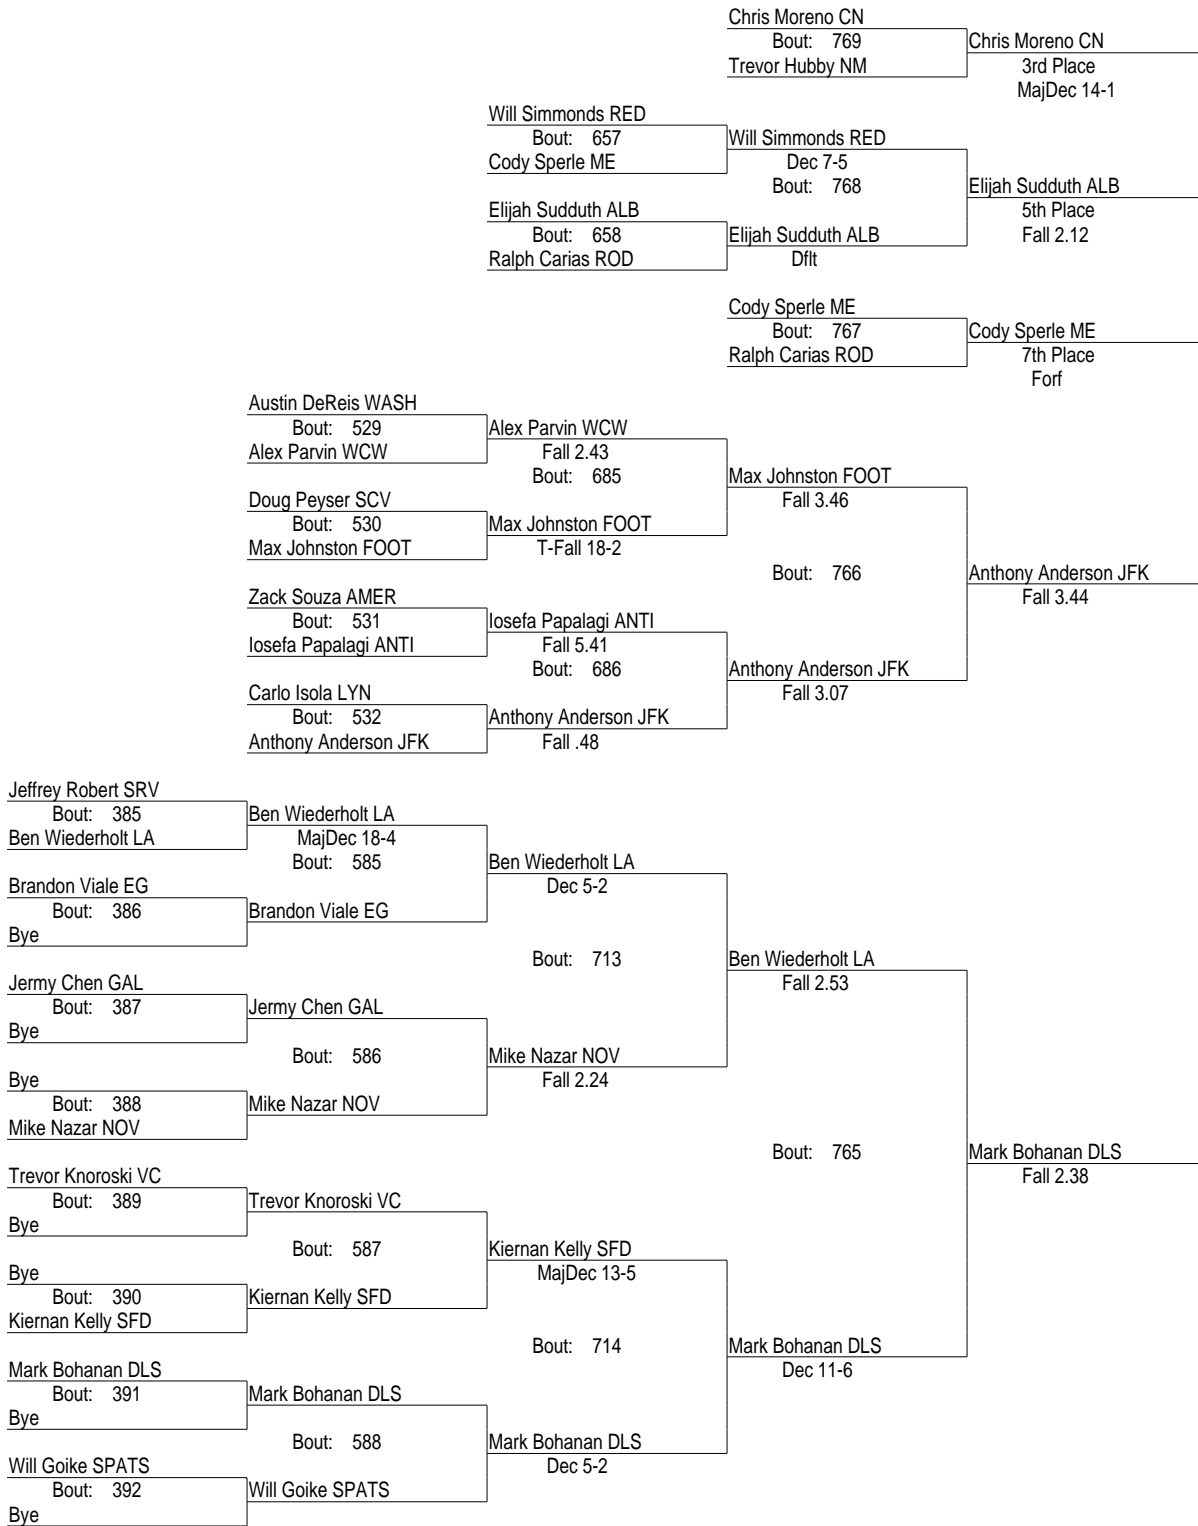 Chris Moreno CN
Bout: 769 Chris Moreno CN
Trevor Hubby NM 3rd Place
MajDec 14-1
Will Simmonds RED
Bout: 657 Will Simmonds RED
Cody Sperle ME Dec 7-5
Bout: 768 Elijah Sudduth ALB
Elijah Sudduth ALB 5th Place
Bout: 658 Elijah Sudduth ALB Fall 2.12
Ralph Carias ROD Dflt
Cody Sperle ME
Bout: 767 Cody Sperle ME
Ralph Carias ROD 7th Place
Forf
Austin DeReis WASH
Bout: 529 Alex Parvin WCW
Alex Parvin WCW Fall 2.43
Bout: 685 Max Johnston FOOT
Doug Peyser SCV Fall 3.46
Bout: 530 Max Johnston FOOT
Max Johnston FOOT T-Fall 18-2
Bout: 766 Anthony Anderson JFK
Zack Souza AMER Fall 3.44
Bout: 531 Iosefa Papalagi ANTI
Iosefa Papalagi ANTI Fall 5.41
Bout: 686 Anthony Anderson JFK
Carlo Isola LYN Fall 3.07
Bout: 532 Anthony Anderson JFK
Anthony Anderson JFK Fall .48
Jeffrey Robert SRV
Bout: 385 Ben Wiederholt LA
Ben Wiederholt LA MajDec 18-4
Bout: 585 Ben Wiederholt LA
Brandon Viale EG Dec 5-2
Bout: 386 Brandon Viale EG
Bye
Bout: 713 Ben Wiederholt LA
Jermy Chen GAL Fall 2.53
Bout: 387 Jermy Chen GAL
Bye
Bout: 586 Mike Nazar NOV
Bye Fall 2.24
Bout: 388 Mike Nazar NOV
Mike Nazar NOV
Bout: 765 Mark Bohanan DLS
Trevor Knoroski VC Fall 2.38
Bout: 389 Trevor Knoroski VC
Bye
Bout: 587 Kiernan Kelly SFD
Bye MajDec 13-5
Bout: 390 Kiernan Kelly SFD
Kiernan Kelly SFD
Bout: 714 Mark Bohanan DLS
Mark Bohanan DLS Dec 11-6
Bout: 391 Mark Bohanan DLS
Bye
Bout: 588 Mark Bohanan DLS
Will Goike SPATS Dec 5-2
Bout: 392 Will Goike SPATS
Bye